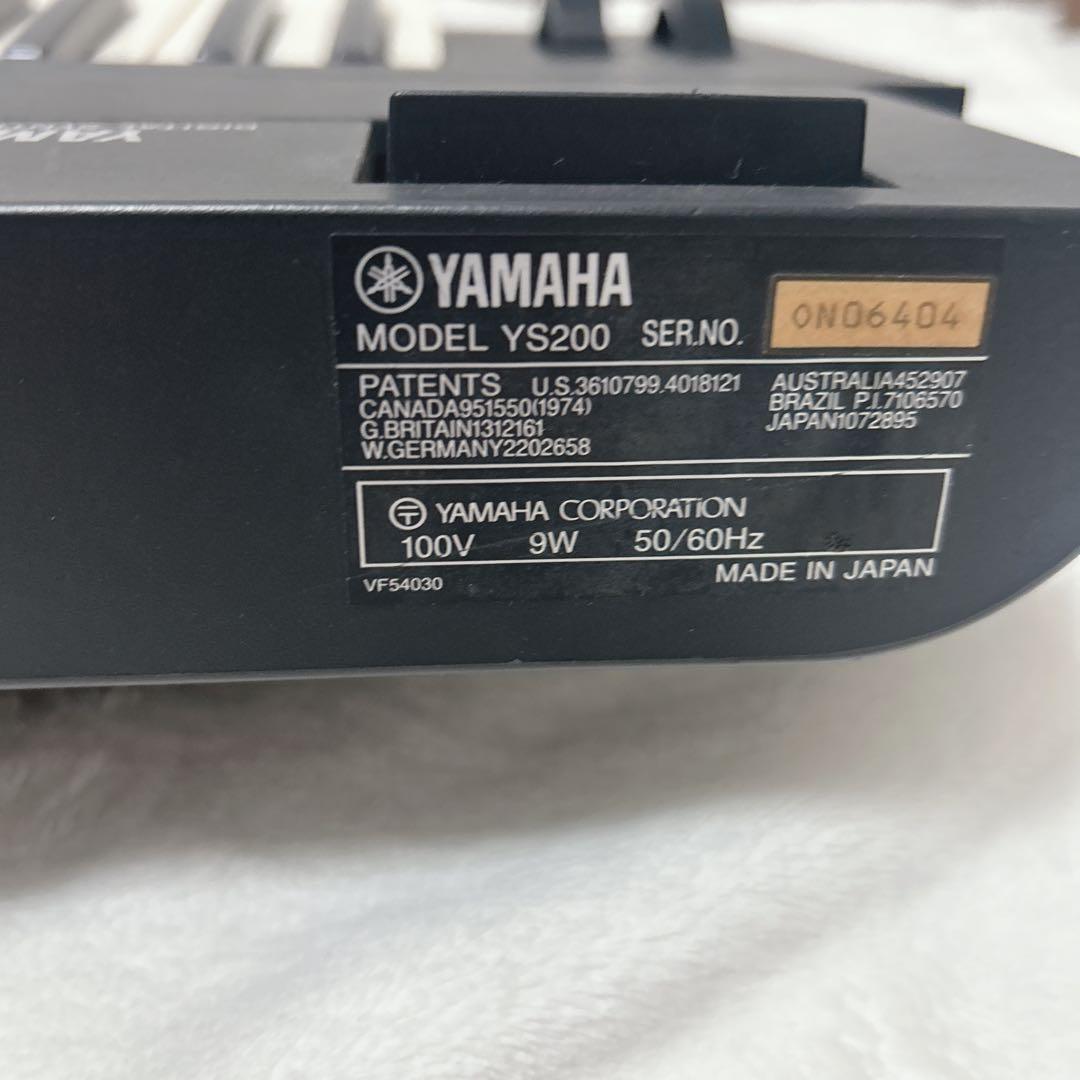 YAMAHA
MODEL YS200 SER.NO. ON06404
PATENTS U.S.3610799.4018121 AUSTRALIA452907
CANADA951550(1974) BRAZIL P.I.7106570
G.BRITAIN1312161 JAPAN1072895
W.GERMANY2202658
YAMAHA CORPORATION
100V 9W 50/60Hz
VF54030 MADE IN JAPAN